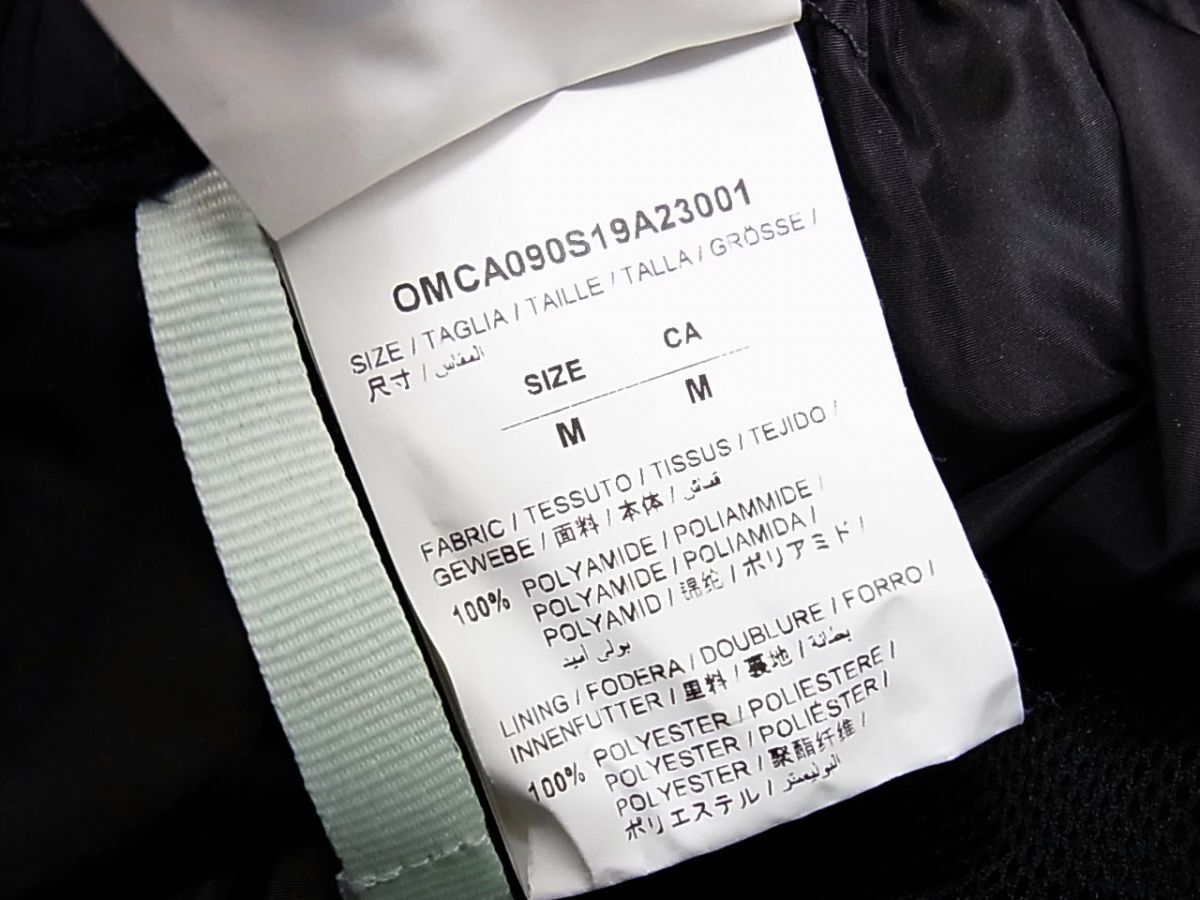 OMCA090S19A23001
SIZE / TAGLIA / TAILLE / TALLA / GRÖSSE /
尺寸 / المقاس
SIZE CA
M M
FABRIC / TESSUTO / TISSUS / TEJIDO /
GEWEBE / 面料 / 本体 / قماش
100% POLYAMIDE / POLIAMMIDE /
POLYAMIDE / POLIAMIDA /
POLYAMID / 锦纶 / ポリアミド /
بولي أميد
LINING / FODERA / DOUBLURE / FORRO /
INNENFUTTER / 里料 / 裏地 / بطانة
100% POLYESTER / POLIESTERE /
POLYESTER / POLIÉSTER /
POLYESTER / 聚酯纤维 /
ポリエステル / البوليستر